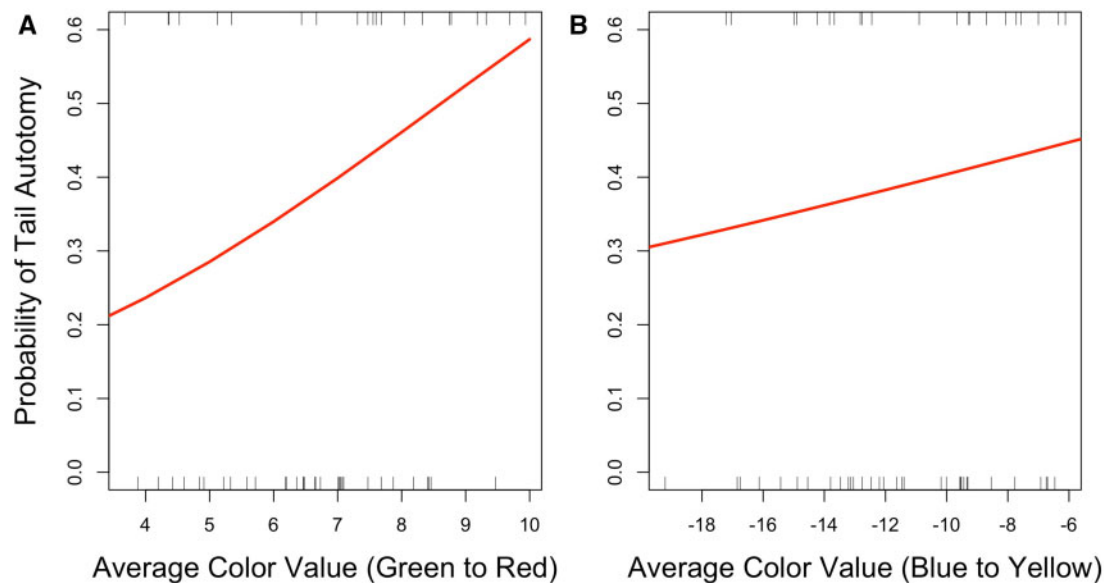 A
B
Probability of Tail Autotomy
0.6
0.5
0.4
0.3
0.2
0.1
0.0
4 5 6 7 8 9 10
Average Color Value (Green to Red)
0.6
0.5
0.4
0.3
0.2
0.1
0.0
-18 -16 -14 -12 -10 -8 -6
Average Color Value (Blue to Yellow)